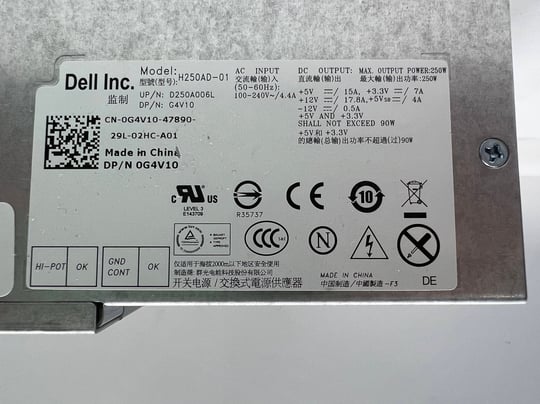 Dell Inc.
监制
Model: H250AD-01
型號(型号):
UP/N: D250A006L
DP/N: G4V10
AC INPUT
交流輸(输)入
(50-60Hz):
100-240V~/4.4A
DC OUTPUT: MAX. OUTPUT POWER:250W
直流輸(输)出 最大輸(输)出功率:250W
+5V ⎓ 15A, +3.3V ⎓ 7A
+12V ⎓ 17.8A,+5Vsb ⎓ 4A
-12V ⎓ 0.5A
+5V AND +3.3V
SHALL NOT EXCEED 90W
+5V和 +3.3V
的總輸(总输)出功率不超過(过)90W
CN-0G4V10-47890-
29L-02HC-A01
Made in China
DP/N 0G4V10
c RU US
LEVEL 3
E143709
R35737
CE
10
CCC
N
HI-POT OK GND CONT OK
仅适用于海拔2000m以下地区安全使用
制造商: 群光电能科技股份有限公司
开关电源 / 交換式電源供應器
MADE IN CHINA
中国制造/中國製造-F3
DE